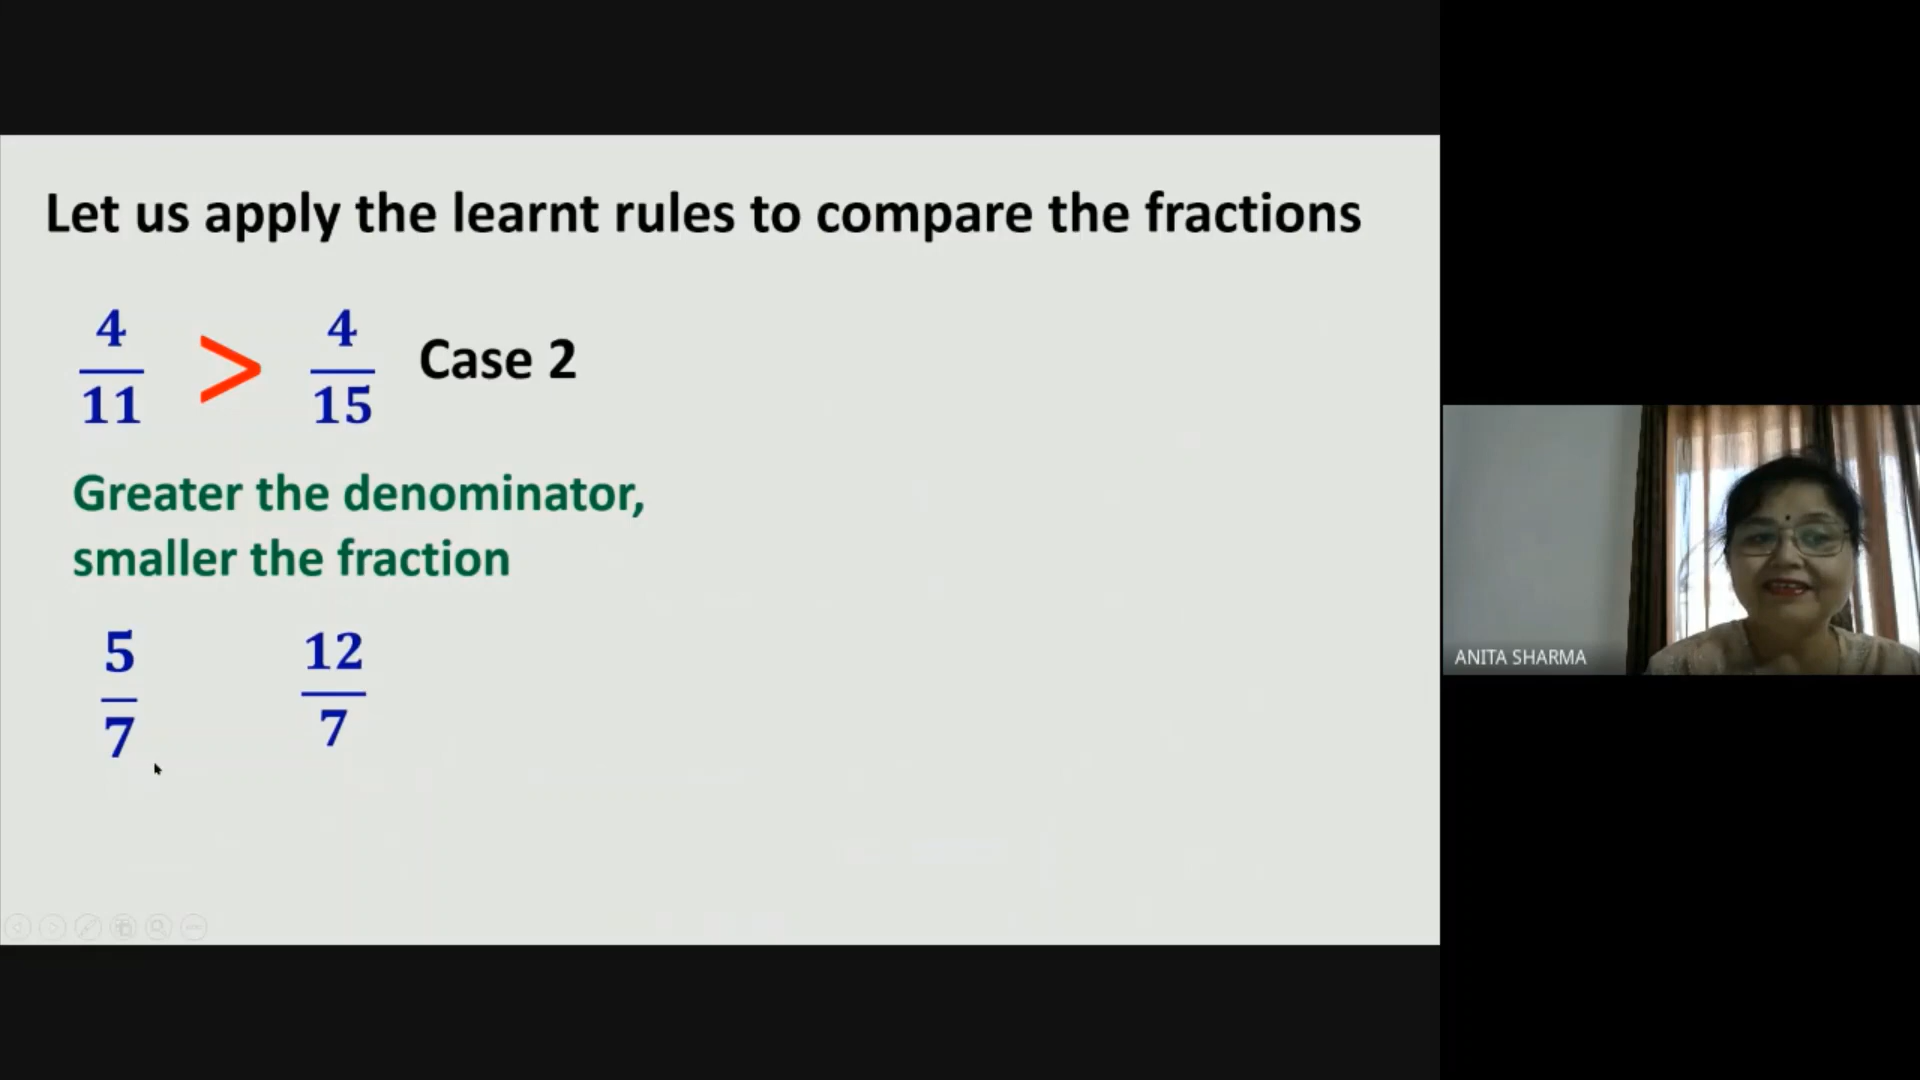 Let us apply the learnt rules to compare the fractions
4/11 > 4/15 Case 2
Greater the denominator,
smaller the fraction
5/7 12/7
ANITA SHARMA